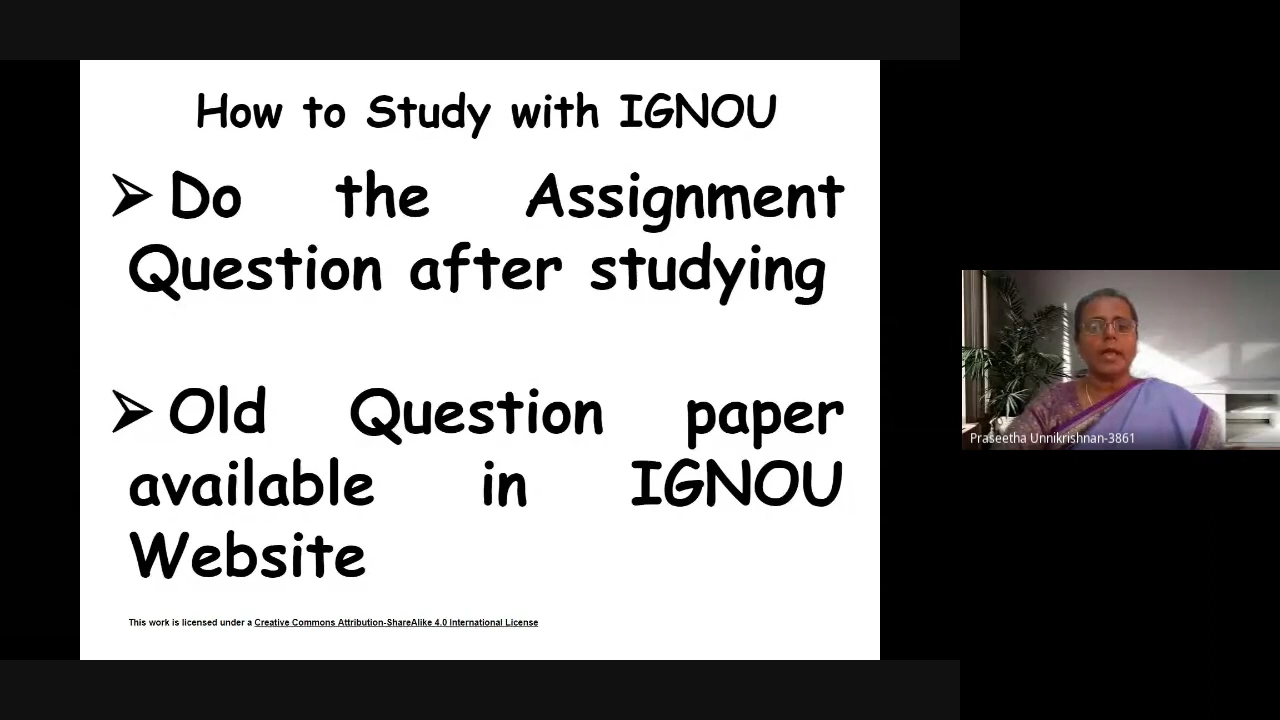 How to Study with IGNOU
➢ Do the Assignment
Question after studying
➢ Old Question paper
available in IGNOU
Website
This work is licensed under a Creative Commons Attribution-ShareAlike 4.0 International License
Praseetha Unnikrishnan-3861